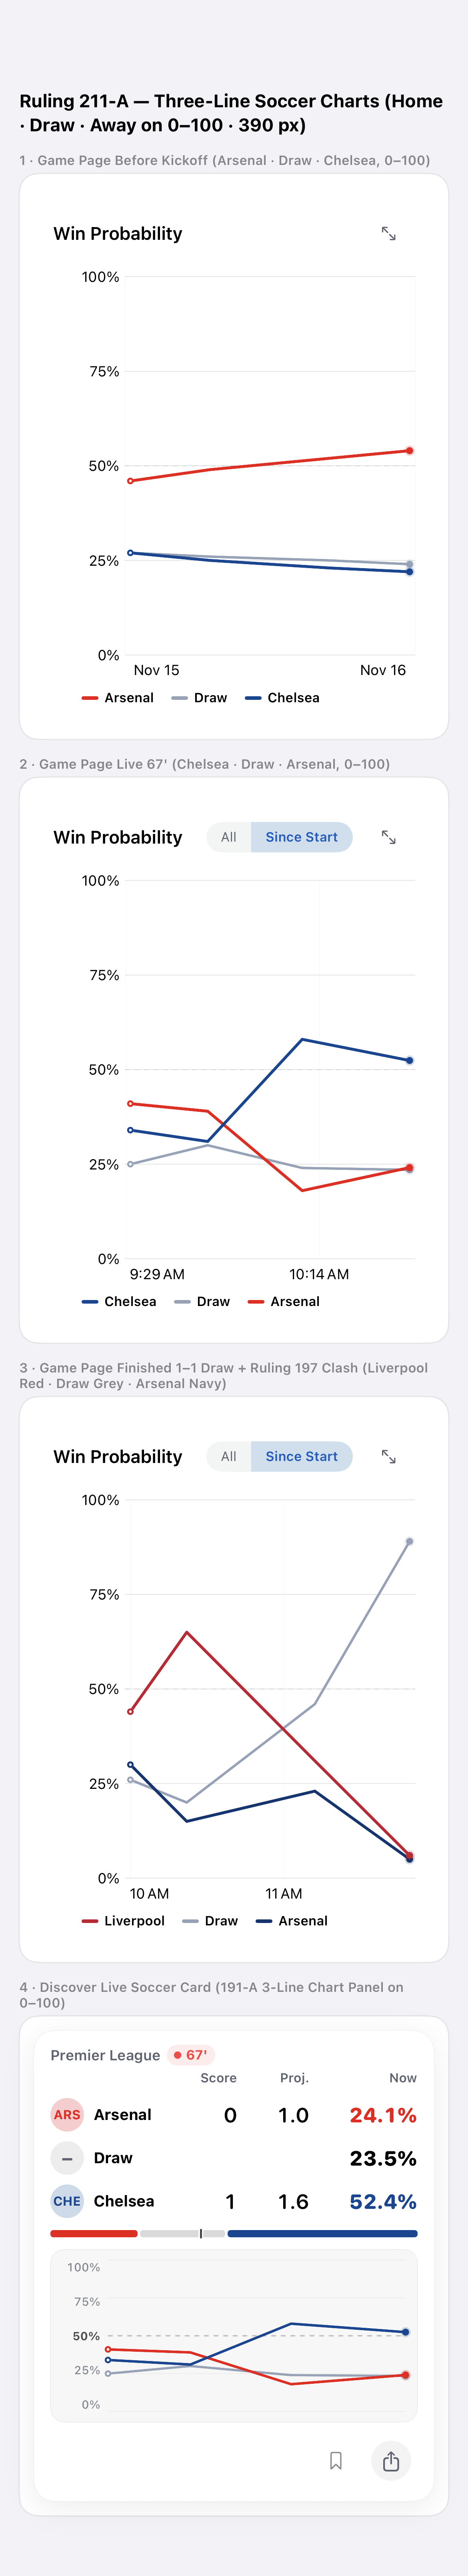 Ruling 211-A — Three-Line Soccer Charts (Home
· Draw · Away on 0–100 · 390 px)
1 · Game Page Before Kickoff (Arsenal · Draw · Chelsea, 0–100)
Win Probability
100%
75%
50%
25%
0%
Nov 15 Nov 16
Arsenal Draw Chelsea
2 · Game Page Live 67' (Chelsea · Draw · Arsenal, 0–100)
Win Probability All Since Start
100%
75%
50%
25%
0%
9:29 AM 10:14 AM
Chelsea Draw Arsenal
3 · Game Page Finished 1–1 Draw + Ruling 197 Clash (Liverpool
Red · Draw Grey · Arsenal Navy)
Win Probability All Since Start
100%
75%
50%
25%
0%
10 AM 11 AM
Liverpool Draw Arsenal
4 · Discover Live Soccer Card (191-A 3-Line Chart Panel on
0–100)
Premier League 67'
Score Proj. Now
ARS Arsenal 0 1.0 24.1%
– Draw 23.5%
CHE Chelsea 1 1.6 52.4%
100%
75%
50%
25%
0%